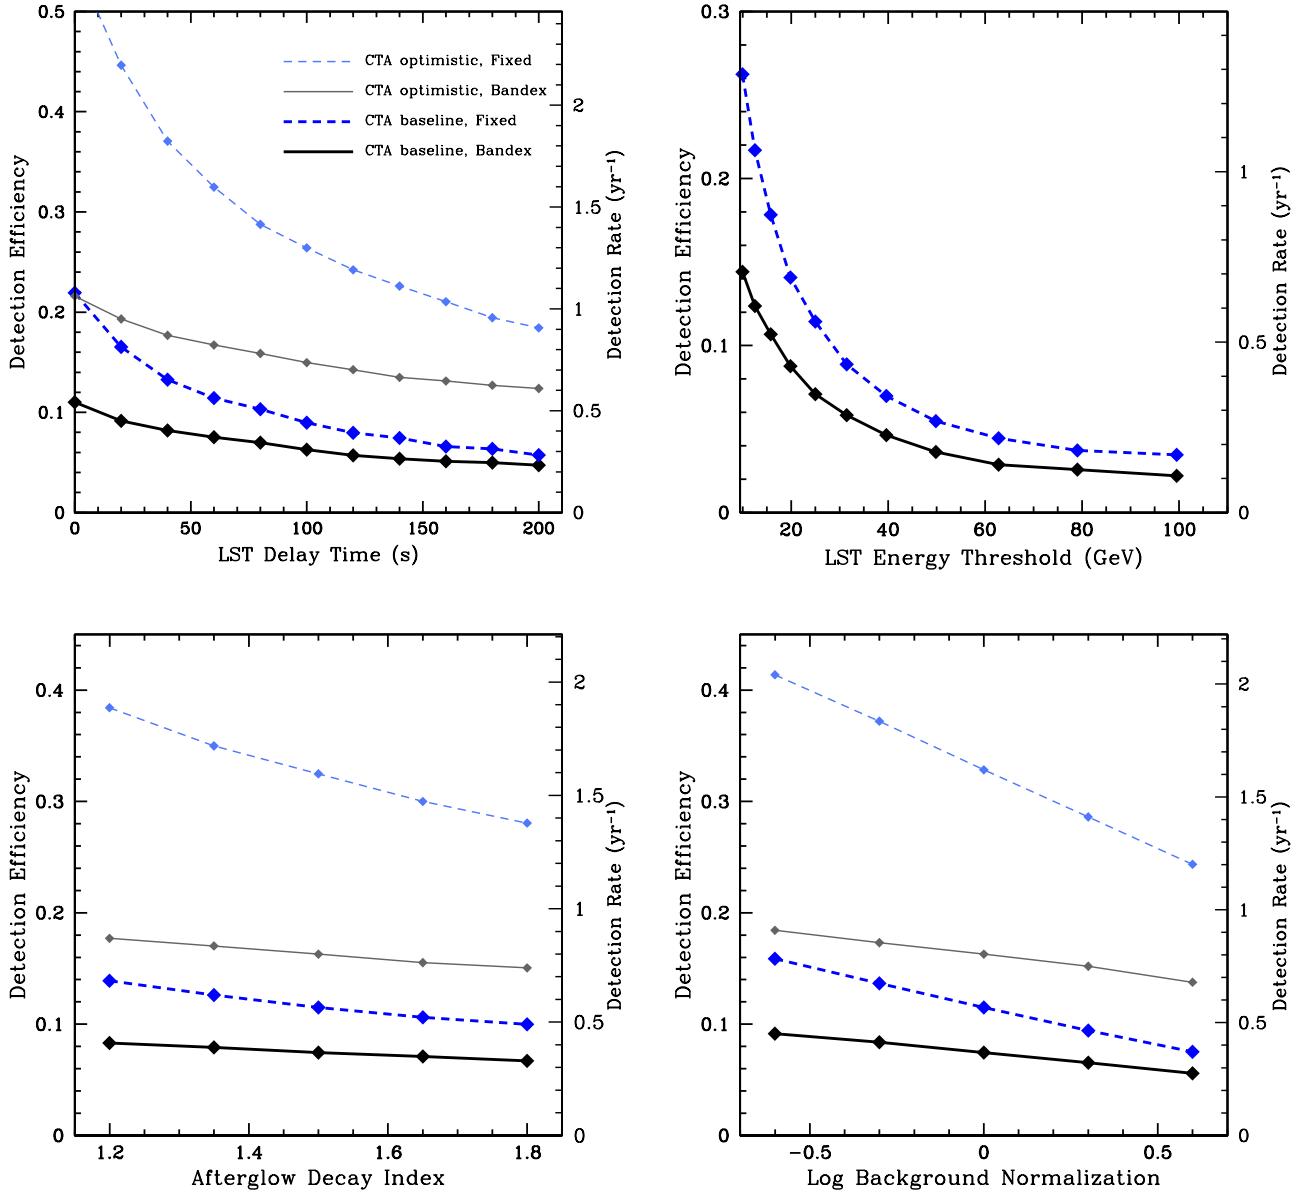 0.5
0.4
0.3
0.2
0.1
0
Detection Efficiency
CTA optimistic, Fixed
CTA optimistic, Bandex
CTA baseline, Fixed
CTA baseline, Bandex
2
1.5
1
0.5
0
Detection Rate (yr⁻¹)
0 50 100 150 200
LST Delay Time (s)
0.3
0.2
0.1
0
Detection Efficiency
1
0.5
0
Detection Rate (yr⁻¹)
20 40 60 80 100
LST Energy Threshold (GeV)
0.4
0.3
0.2
0.1
0
Detection Efficiency
2
1.5
1
0.5
0
Detection Rate (yr⁻¹)
1.2 1.4 1.6 1.8
Afterglow Decay Index
0.4
0.3
0.2
0.1
0
Detection Efficiency
2
1.5
1
0.5
0
Detection Rate (yr⁻¹)
−0.5 0 0.5
Log Background Normalization